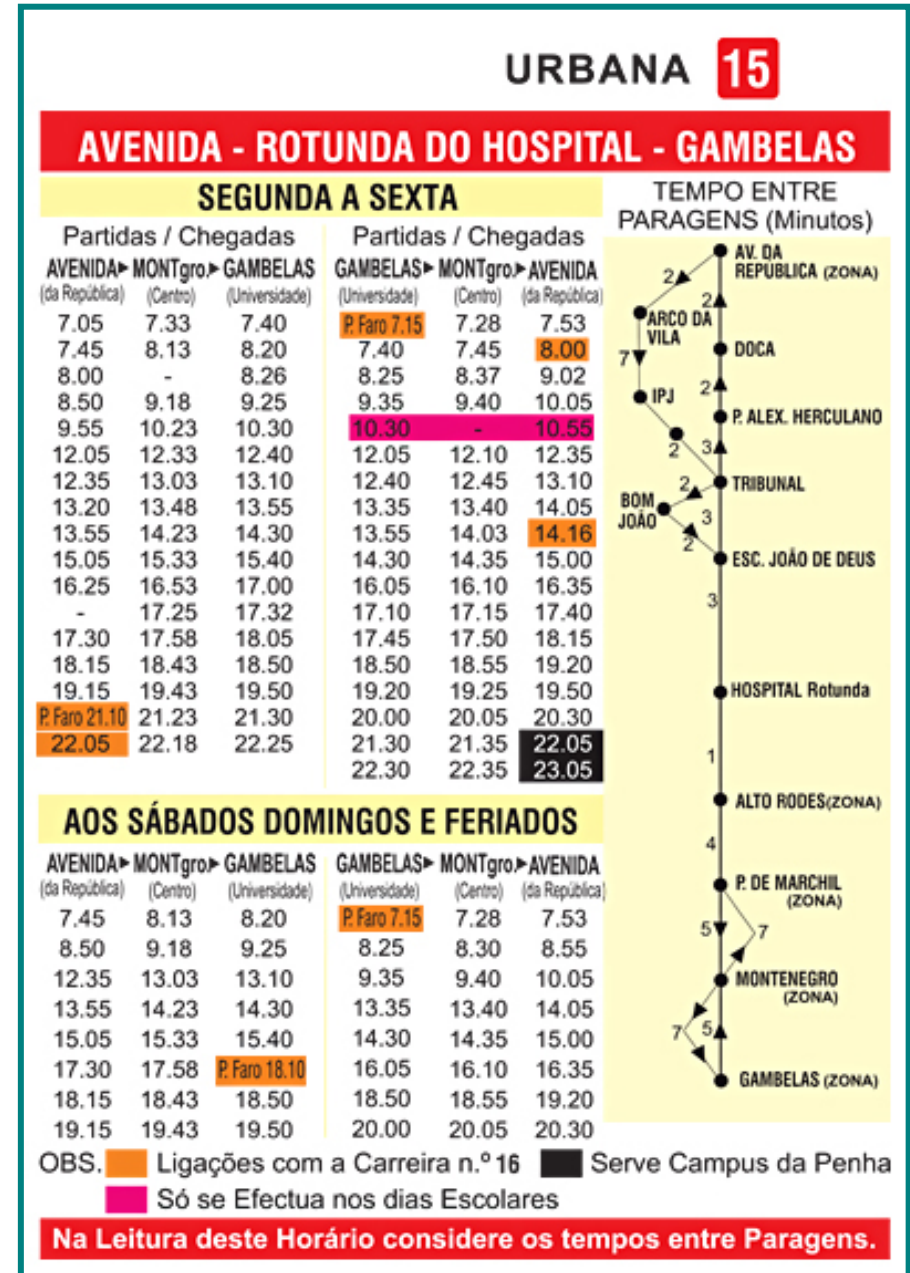 URBANA 15
AVENIDA - ROTUNDA DO HOSPITAL - GAMBELAS
SEGUNDA A SEXTA
Partidas / Chegadas
AVENIDA▸ MONTgro.▸ GAMBELAS
(da República) (Centro) (Universidade)
7.05 7.33 7.40
7.45 8.13 8.20
8.00 - 8.26
8.50 9.18 9.25
9.55 10.23 10.30
12.05 12.33 12.40
12.35 13.03 13.10
13.20 13.48 13.55
13.55 14.23 14.30
15.05 15.33 15.40
16.25 16.53 17.00
- 17.25 17.32
17.30 17.58 18.05
18.15 18.43 18.50
19.15 19.43 19.50
P. Faro 21.10 21.23 21.30
22.05 22.18 22.25
Partidas / Chegadas
GAMBELAS▸ MONTgro.▸ AVENIDA
(Universidade) (Centro) (da República)
P. Faro 7.15 7.28 7.53
7.40 7.45 8.00
8.25 8.37 9.02
9.35 9.40 10.05
10.30 - 10.55
12.05 12.10 12.35
12.40 12.45 13.10
13.35 13.40 14.05
13.55 14.03 14.16
14.30 14.35 15.00
16.05 16.10 16.35
17.10 17.15 17.40
17.45 17.50 18.15
18.50 18.55 19.20
19.20 19.25 19.50
20.00 20.05 20.30
21.30 21.35 22.05
22.30 22.35 23.05
AOS SÁBADOS DOMINGOS E FERIADOS
AVENIDA▸ MONTgro.▸ GAMBELAS
(da República) (Centro) (Universidade)
7.45 8.13 8.20
8.50 9.18 9.25
12.35 13.03 13.10
13.55 14.23 14.30
15.05 15.33 15.40
17.30 17.58 P. Faro 18.10
18.15 18.43 18.50
19.15 19.43 19.50
GAMBELAS▸ MONTgro.▸ AVENIDA
(Universidade) (Centro) (da República)
P. Faro 7.15 7.28 7.53
8.25 8.30 8.55
9.35 9.40 10.05
13.35 13.40 14.05
14.30 14.35 15.00
16.05 16.10 16.35
18.50 18.55 19.20
20.00 20.05 20.30
TEMPO ENTRE
PARAGENS (Minutos)
AV. DA
REPUBLICA (ZONA)
2
2
ARCO DA
VILA
DOCA
7
2
IPJ
P. ALEX. HERCULANO
2
3
TRIBUNAL
2
BOM
JOÃO
3
2
ESC. JOÃO DE DEUS
3
HOSPITAL Rotunda
1
ALTO RODES(ZONA)
4
P. DE MARCHIL
(ZONA)
5
7
MONTENEGRO
(ZONA)
7
5
GAMBELAS (ZONA)
OBS. Ligações com a Carreira n.º 16 Serve Campus da Penha
Só se Efectua nos dias Escolares
Na Leitura deste Horário considere os tempos entre Paragens.